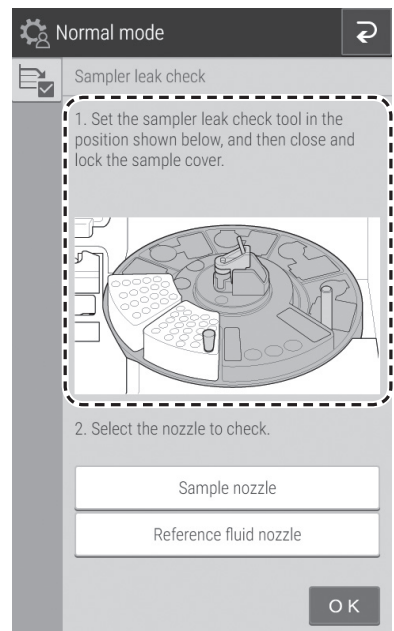 Normal mode
Sampler leak check
1. Set the sampler leak check tool in the
position shown below, and then close and
lock the sample cover.
2. Select the nozzle to check.
Sample nozzle
Reference fluid nozzle
OK